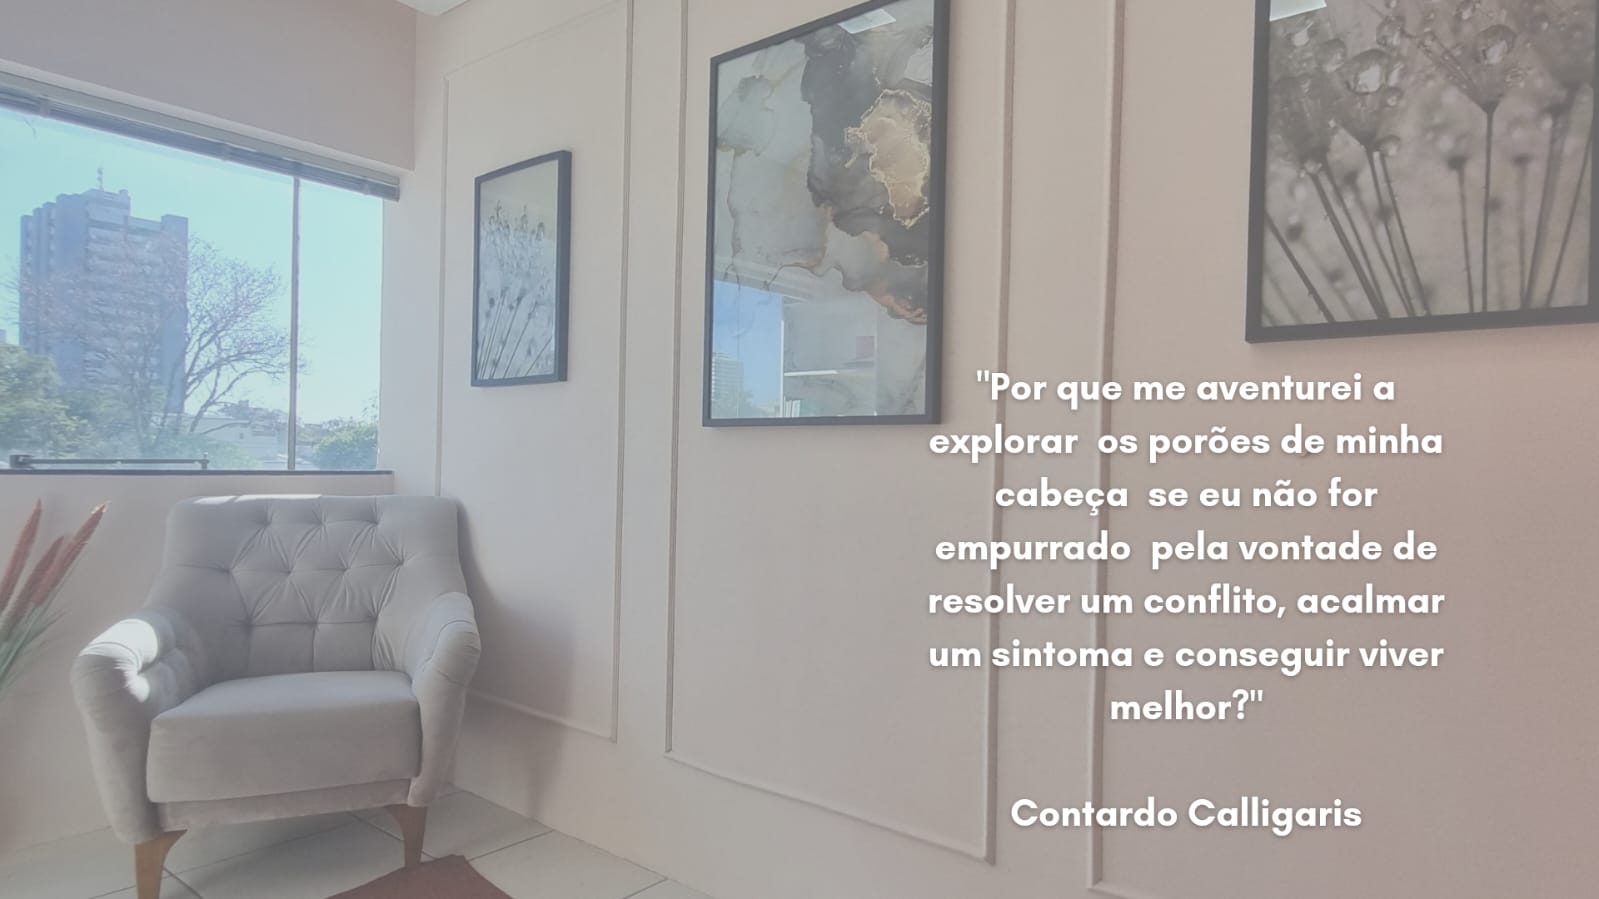 "Por que me aventurei a
explorar os porões de minha
cabeça se eu não for
empurrado pela vontade de
resolver um conflito, acalmar
um sintoma e conseguir viver
melhor?"
Contardo Calligaris